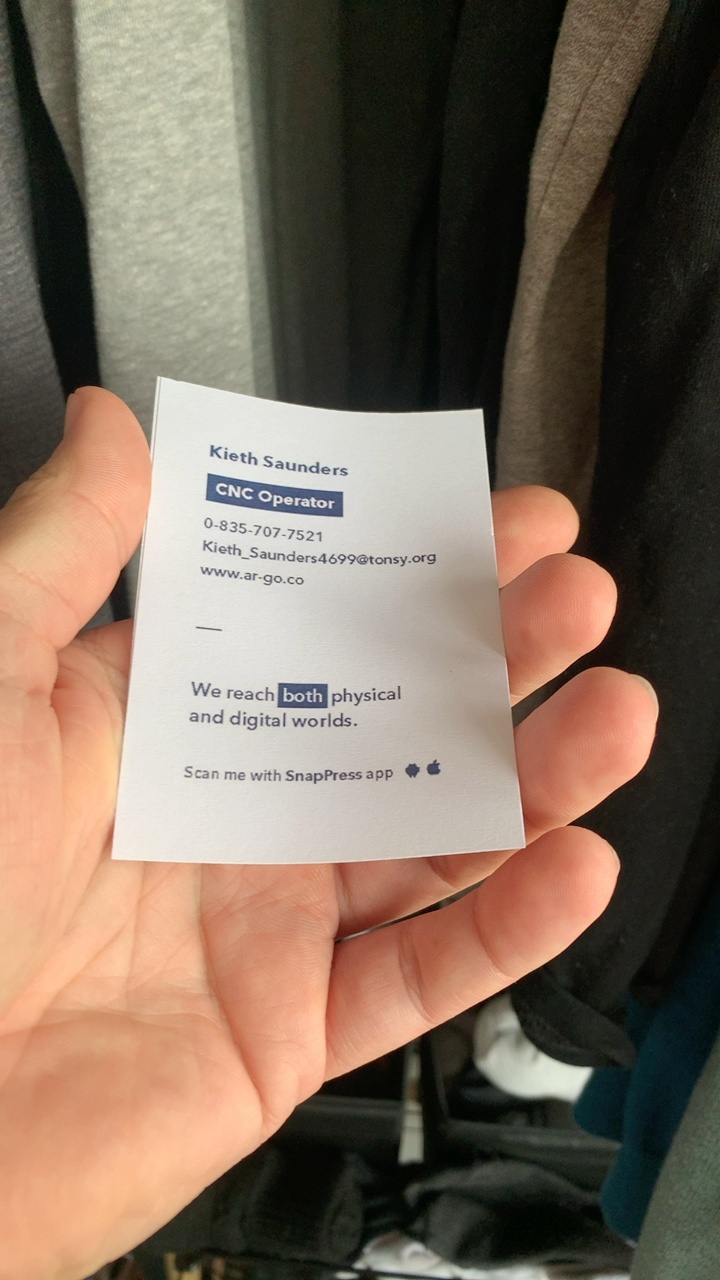 Kieth Saunders
CNC Operator
0-835-707-7521
Kieth_Saunders4699@tonsy.org
www.ar-go.co
We reach both physical
and digital worlds.
Scan me with SnapPress app